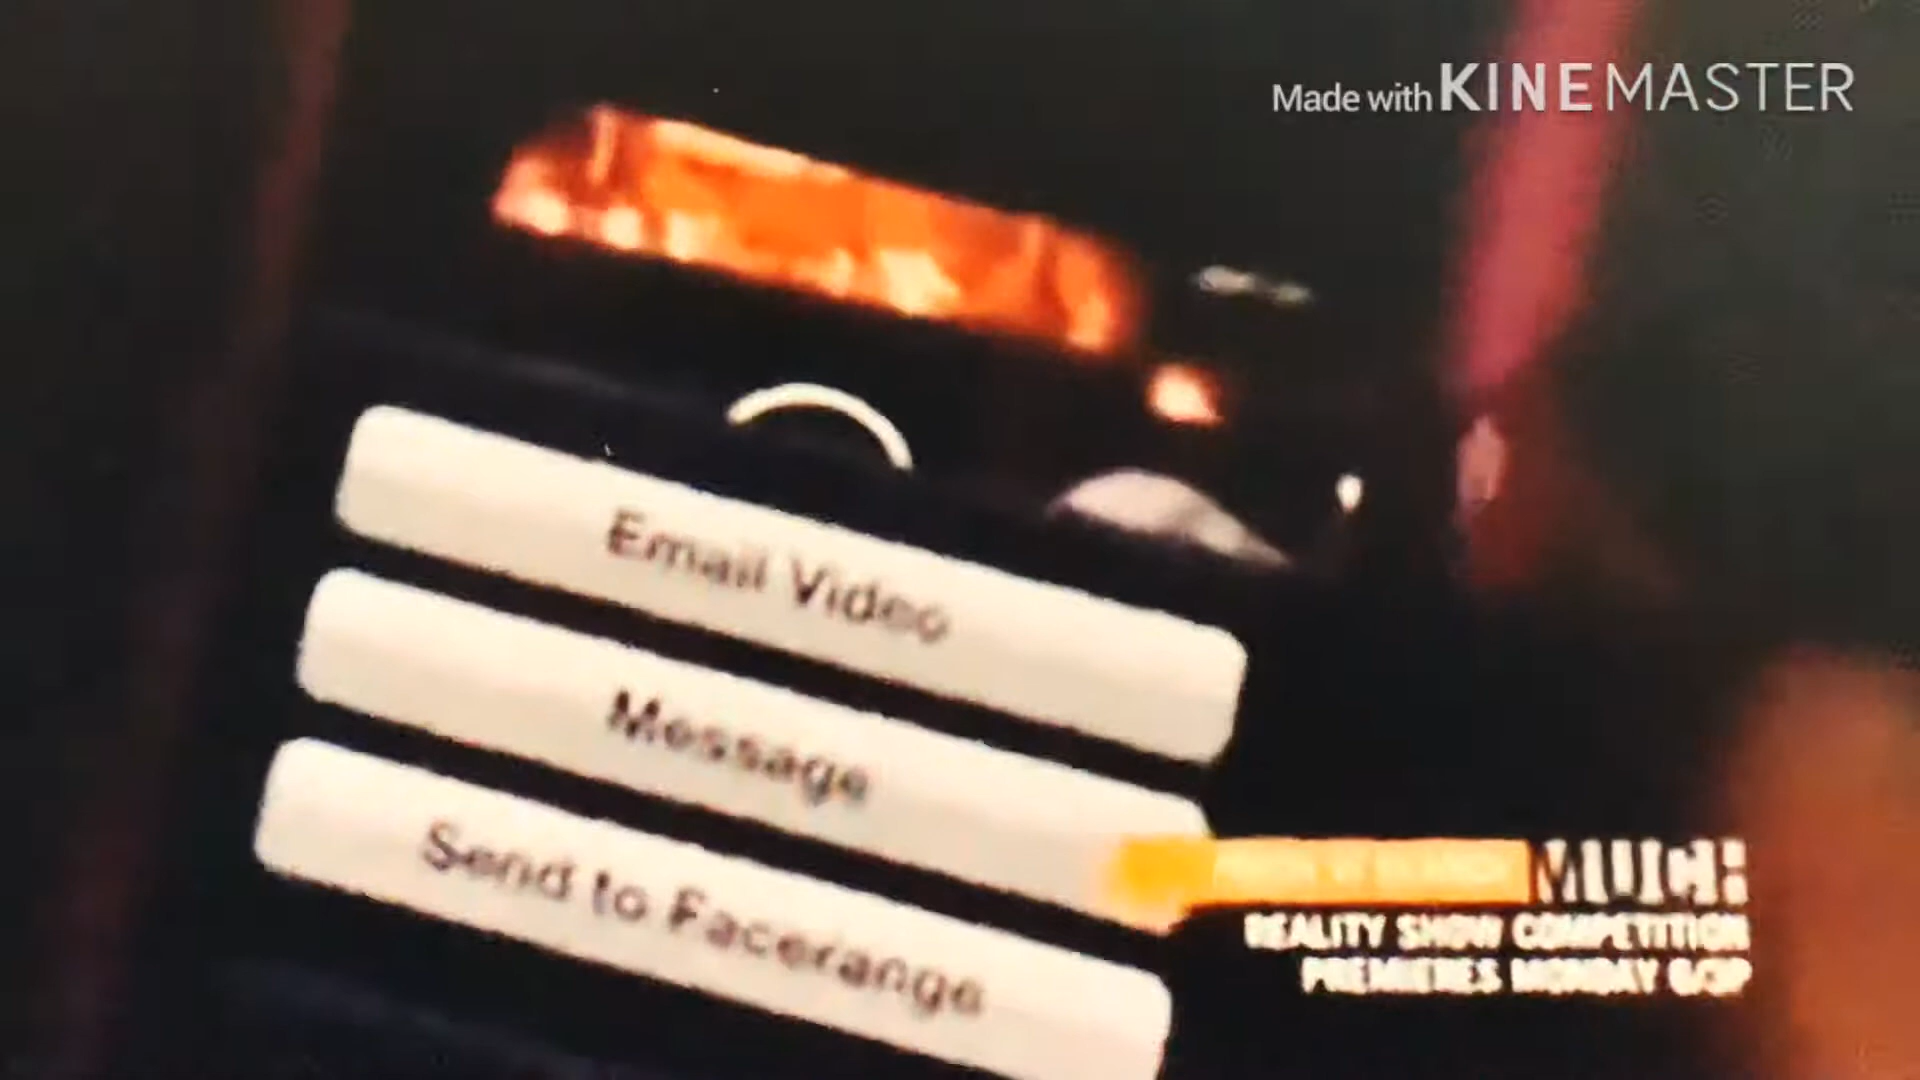 Made with KINEMASTER
Email Video
Message
Send to Facerange
MUCH
REALITY SHOW COMPETITION
PREMIERES MONDAY